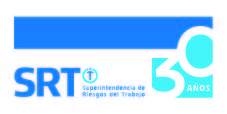 SRT
Superintendencia de
Riesgos del Trabajo
30
AÑOS